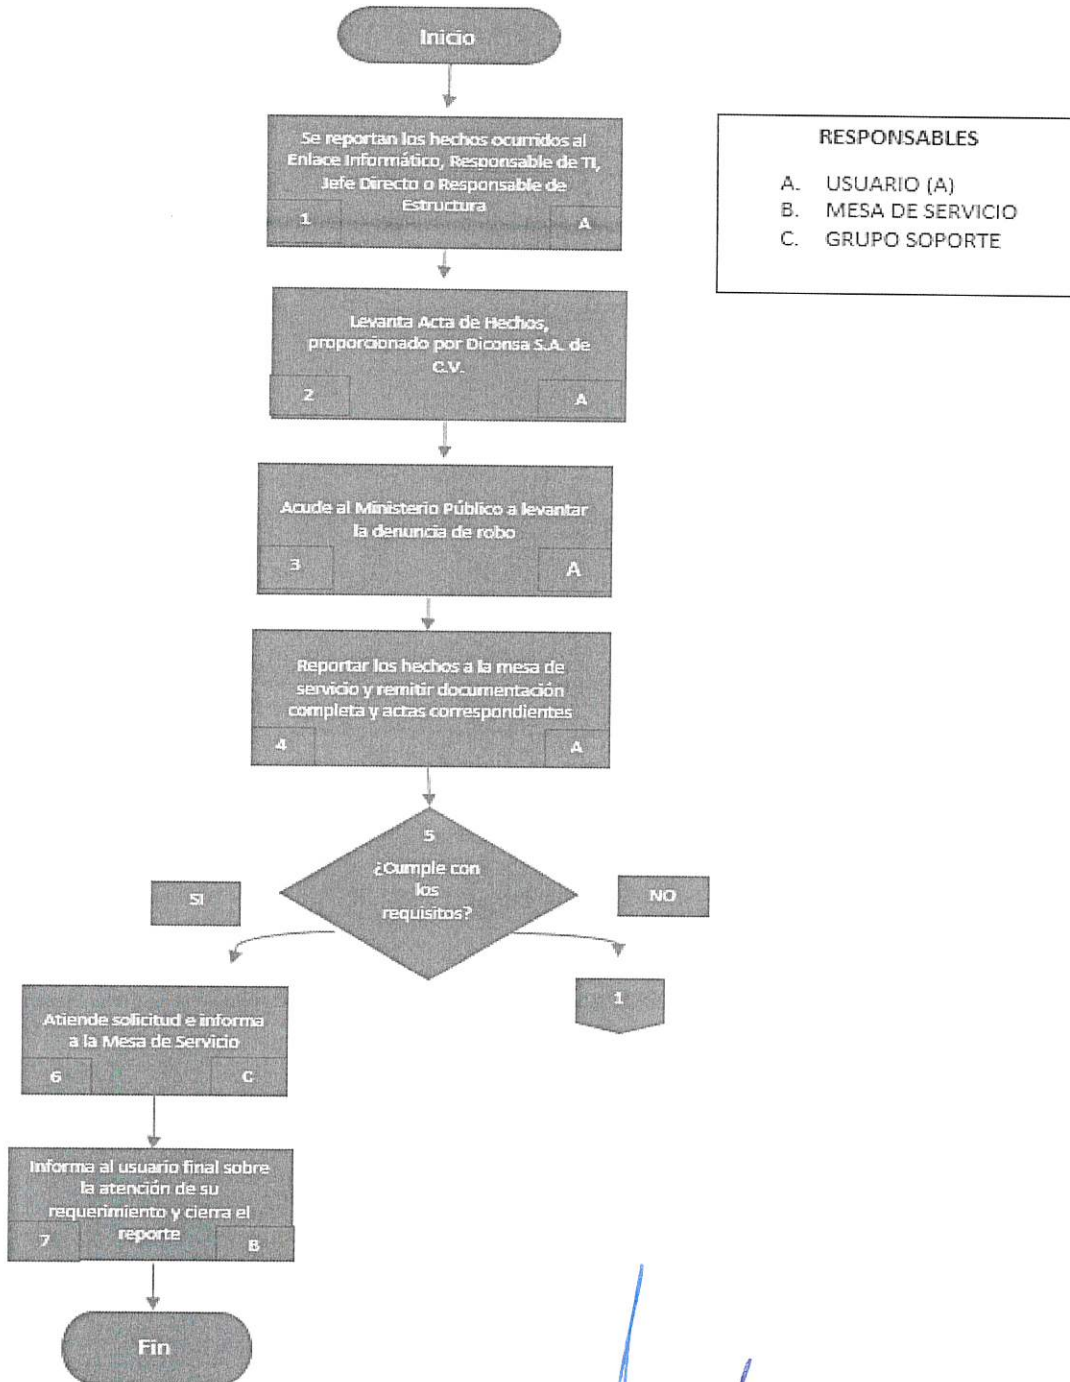 Inicio
Se reportan los hechos ocurridos al
Enlace Informático, Responsable de TI,
Jefe Directo o Responsable de
Estructura
1
A
RESPONSABLES
A. USUARIO (A)
B. MESA DE SERVICIO
C. GRUPO SOPORTE
Levanta Acta de Hechos,
proporcionado por Diconsa S.A. de
C.V.
2
A
Acude al Ministerio Público a levantar
la denuncia de robo
3
A
Reportar los hechos a la mesa de
servicio y remitir documentación
completa y actas correspondientes
4
A
5
¿Cumple con
los
requisitos?
SI
NO
1
Atiende solicitud e informa
a la Mesa de Servicio
6
C
Informa al usuario final sobre
la atención de su
requerimiento y cierra el
reporte
7
B
Fin